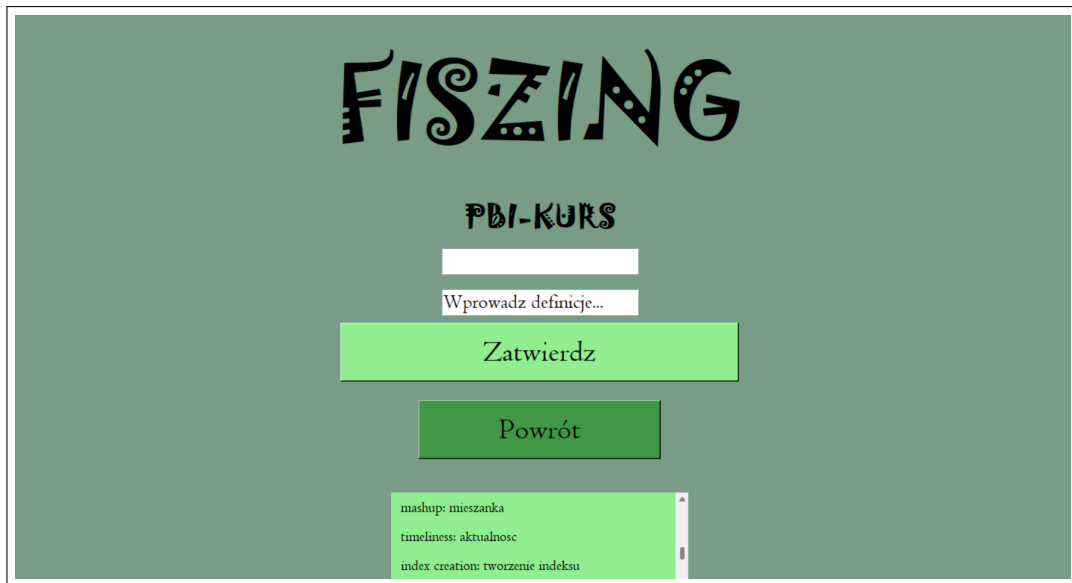 FISZING
PBI-KURS
Wprowadz definicje...
Zatwierdz
Powrót
mashup: mieszanka
timeliness: aktualnosc
index creation: tworzenie indeksu